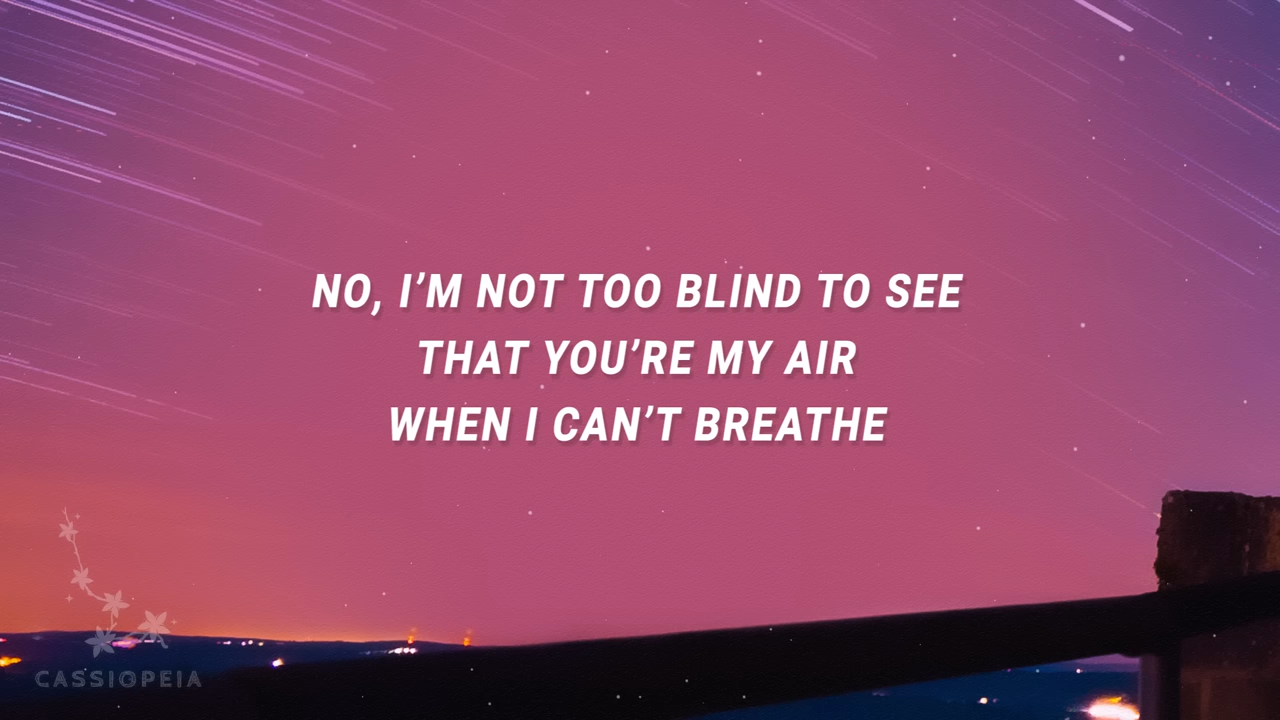 NO, I’M NOT TOO BLIND TO SEE
THAT YOU’RE MY AIR
WHEN I CAN’T BREATHE
CASSIOPEIA